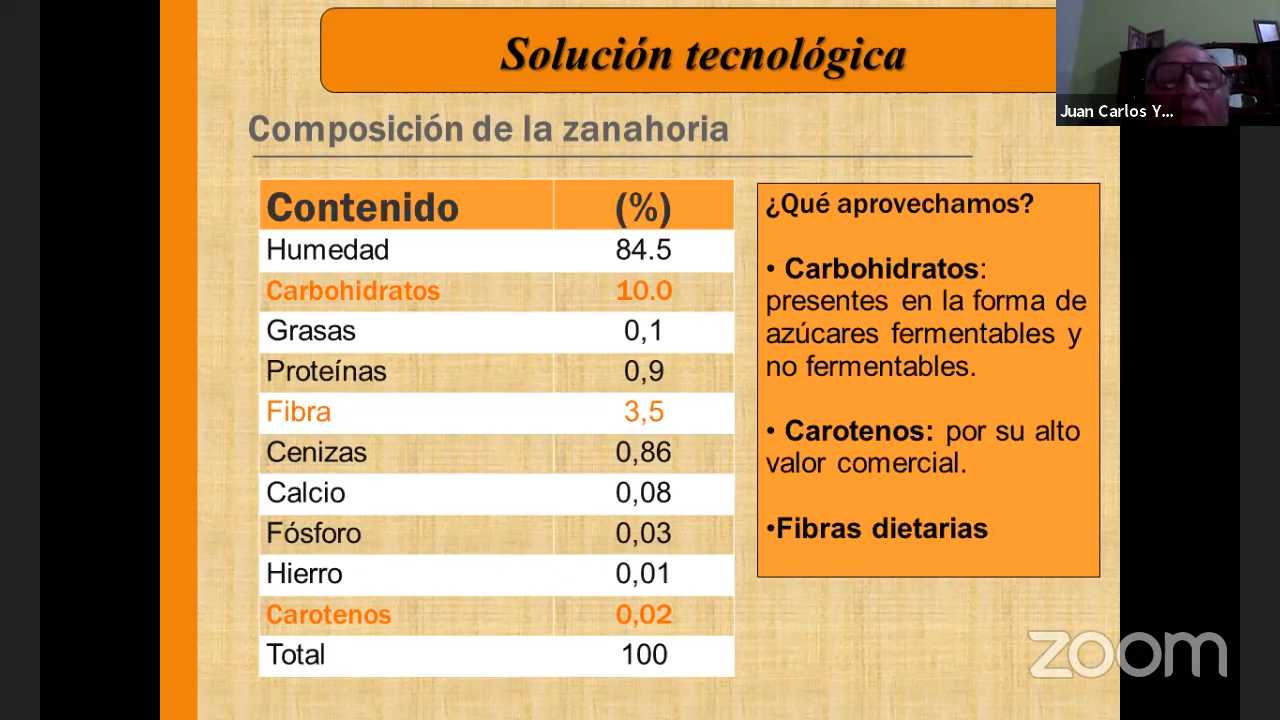 Solución tecnológica
Juan Carlos Y...
Composición de la zanahoria
Contenido (%)
Humedad 84.5
Carbohidratos 10.0
Grasas 0,1
Proteínas 0,9
Fibra 3,5
Cenizas 0,86
Calcio 0,08
Fósforo 0,03
Hierro 0,01
Carotenos 0,02
Total 100
¿Qué aprovechamos?
• Carbohidratos:
presentes en la forma de
azúcares fermentables y
no fermentables.
• Carotenos: por su alto
valor comercial.
•Fibras dietarias
zoom